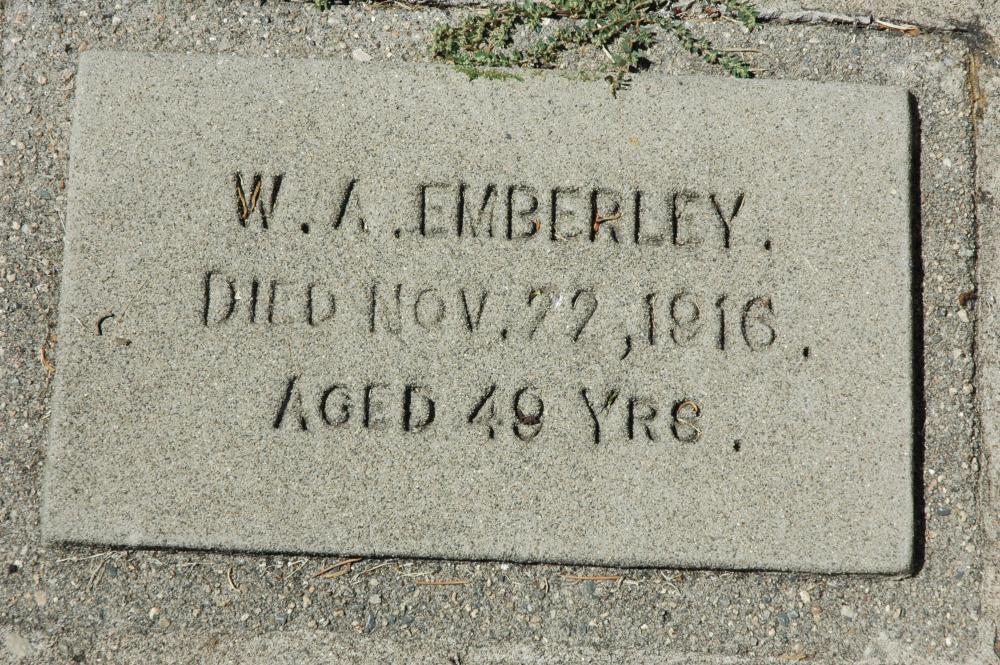 W. A. EMBERLEY.
DIED NOV. 22, 1916.
AGED 49 YRS.